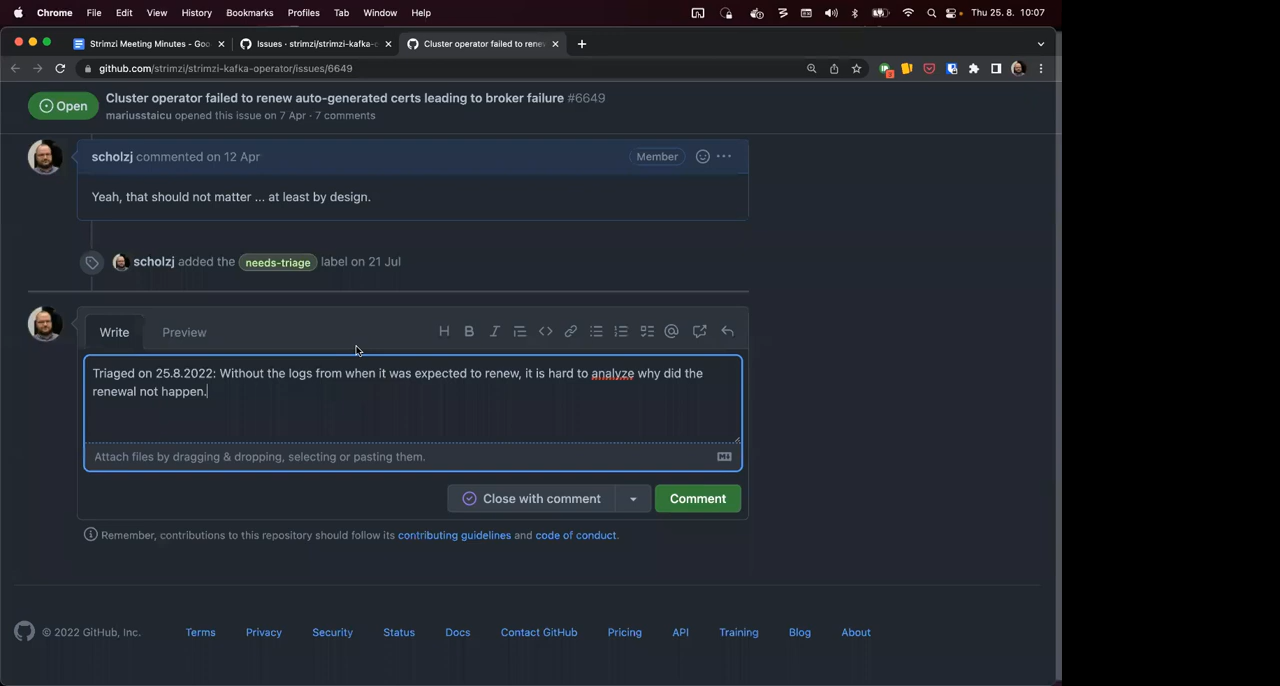 Chrome File Edit View History Bookmarks Profiles Tab Window Help Thu 25. 8. 10:07
Strimzi Meeting Minutes - Goo Issues · strimzi/strimzi-kafka-o Cluster operator failed to rene
github.com/strimzi/strimzi-kafka-operator/issues/6649
Open
Cluster operator failed to renew auto-generated certs leading to broker failure #6649
mariusstaicu opened this issue on 7 Apr · 7 comments
scholzj commented on 12 Apr Member
Yeah, that should not matter ... at least by design.
scholzj added the needs-triage label on 21 Jul
Write Preview
Triaged on 25.8.2022: Without the logs from when it was expected to renew, it is hard to analyze why did the
renewal not happen.
Attach files by dragging & dropping, selecting or pasting them.
Close with comment Comment
Remember, contributions to this repository should follow its contributing guidelines and code of conduct.
© 2022 GitHub, Inc. Terms Privacy Security Status Docs Contact GitHub Pricing API Training Blog About